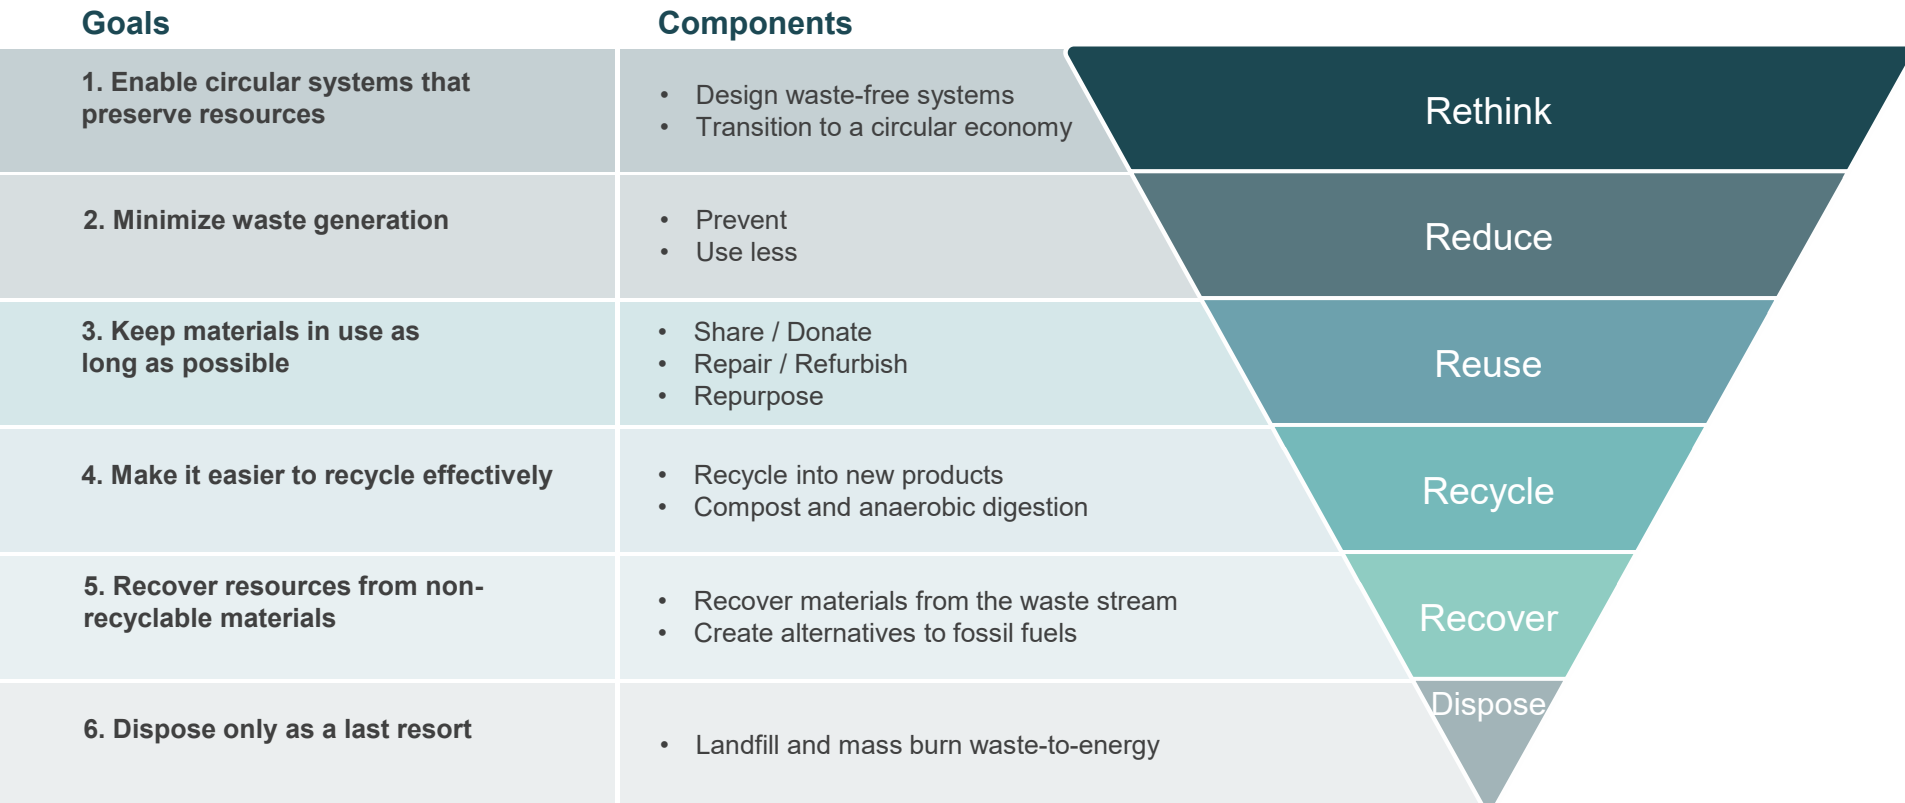 Goals
Components
1. Enable circular systems that
preserve resources
• Design waste-free systems
• Transition to a circular economy
Rethink
2. Minimize waste generation
• Prevent
• Use less
Reduce
3. Keep materials in use as
long as possible
• Share / Donate
• Repair / Refurbish
• Repurpose
Reuse
4. Make it easier to recycle effectively
• Recycle into new products
• Compost and anaerobic digestion
Recycle
5. Recover resources from non-
recyclable materials
• Recover materials from the waste stream
• Create alternatives to fossil fuels
Recover
6. Dispose only as a last resort
• Landfill and mass burn waste-to-energy
Dispose